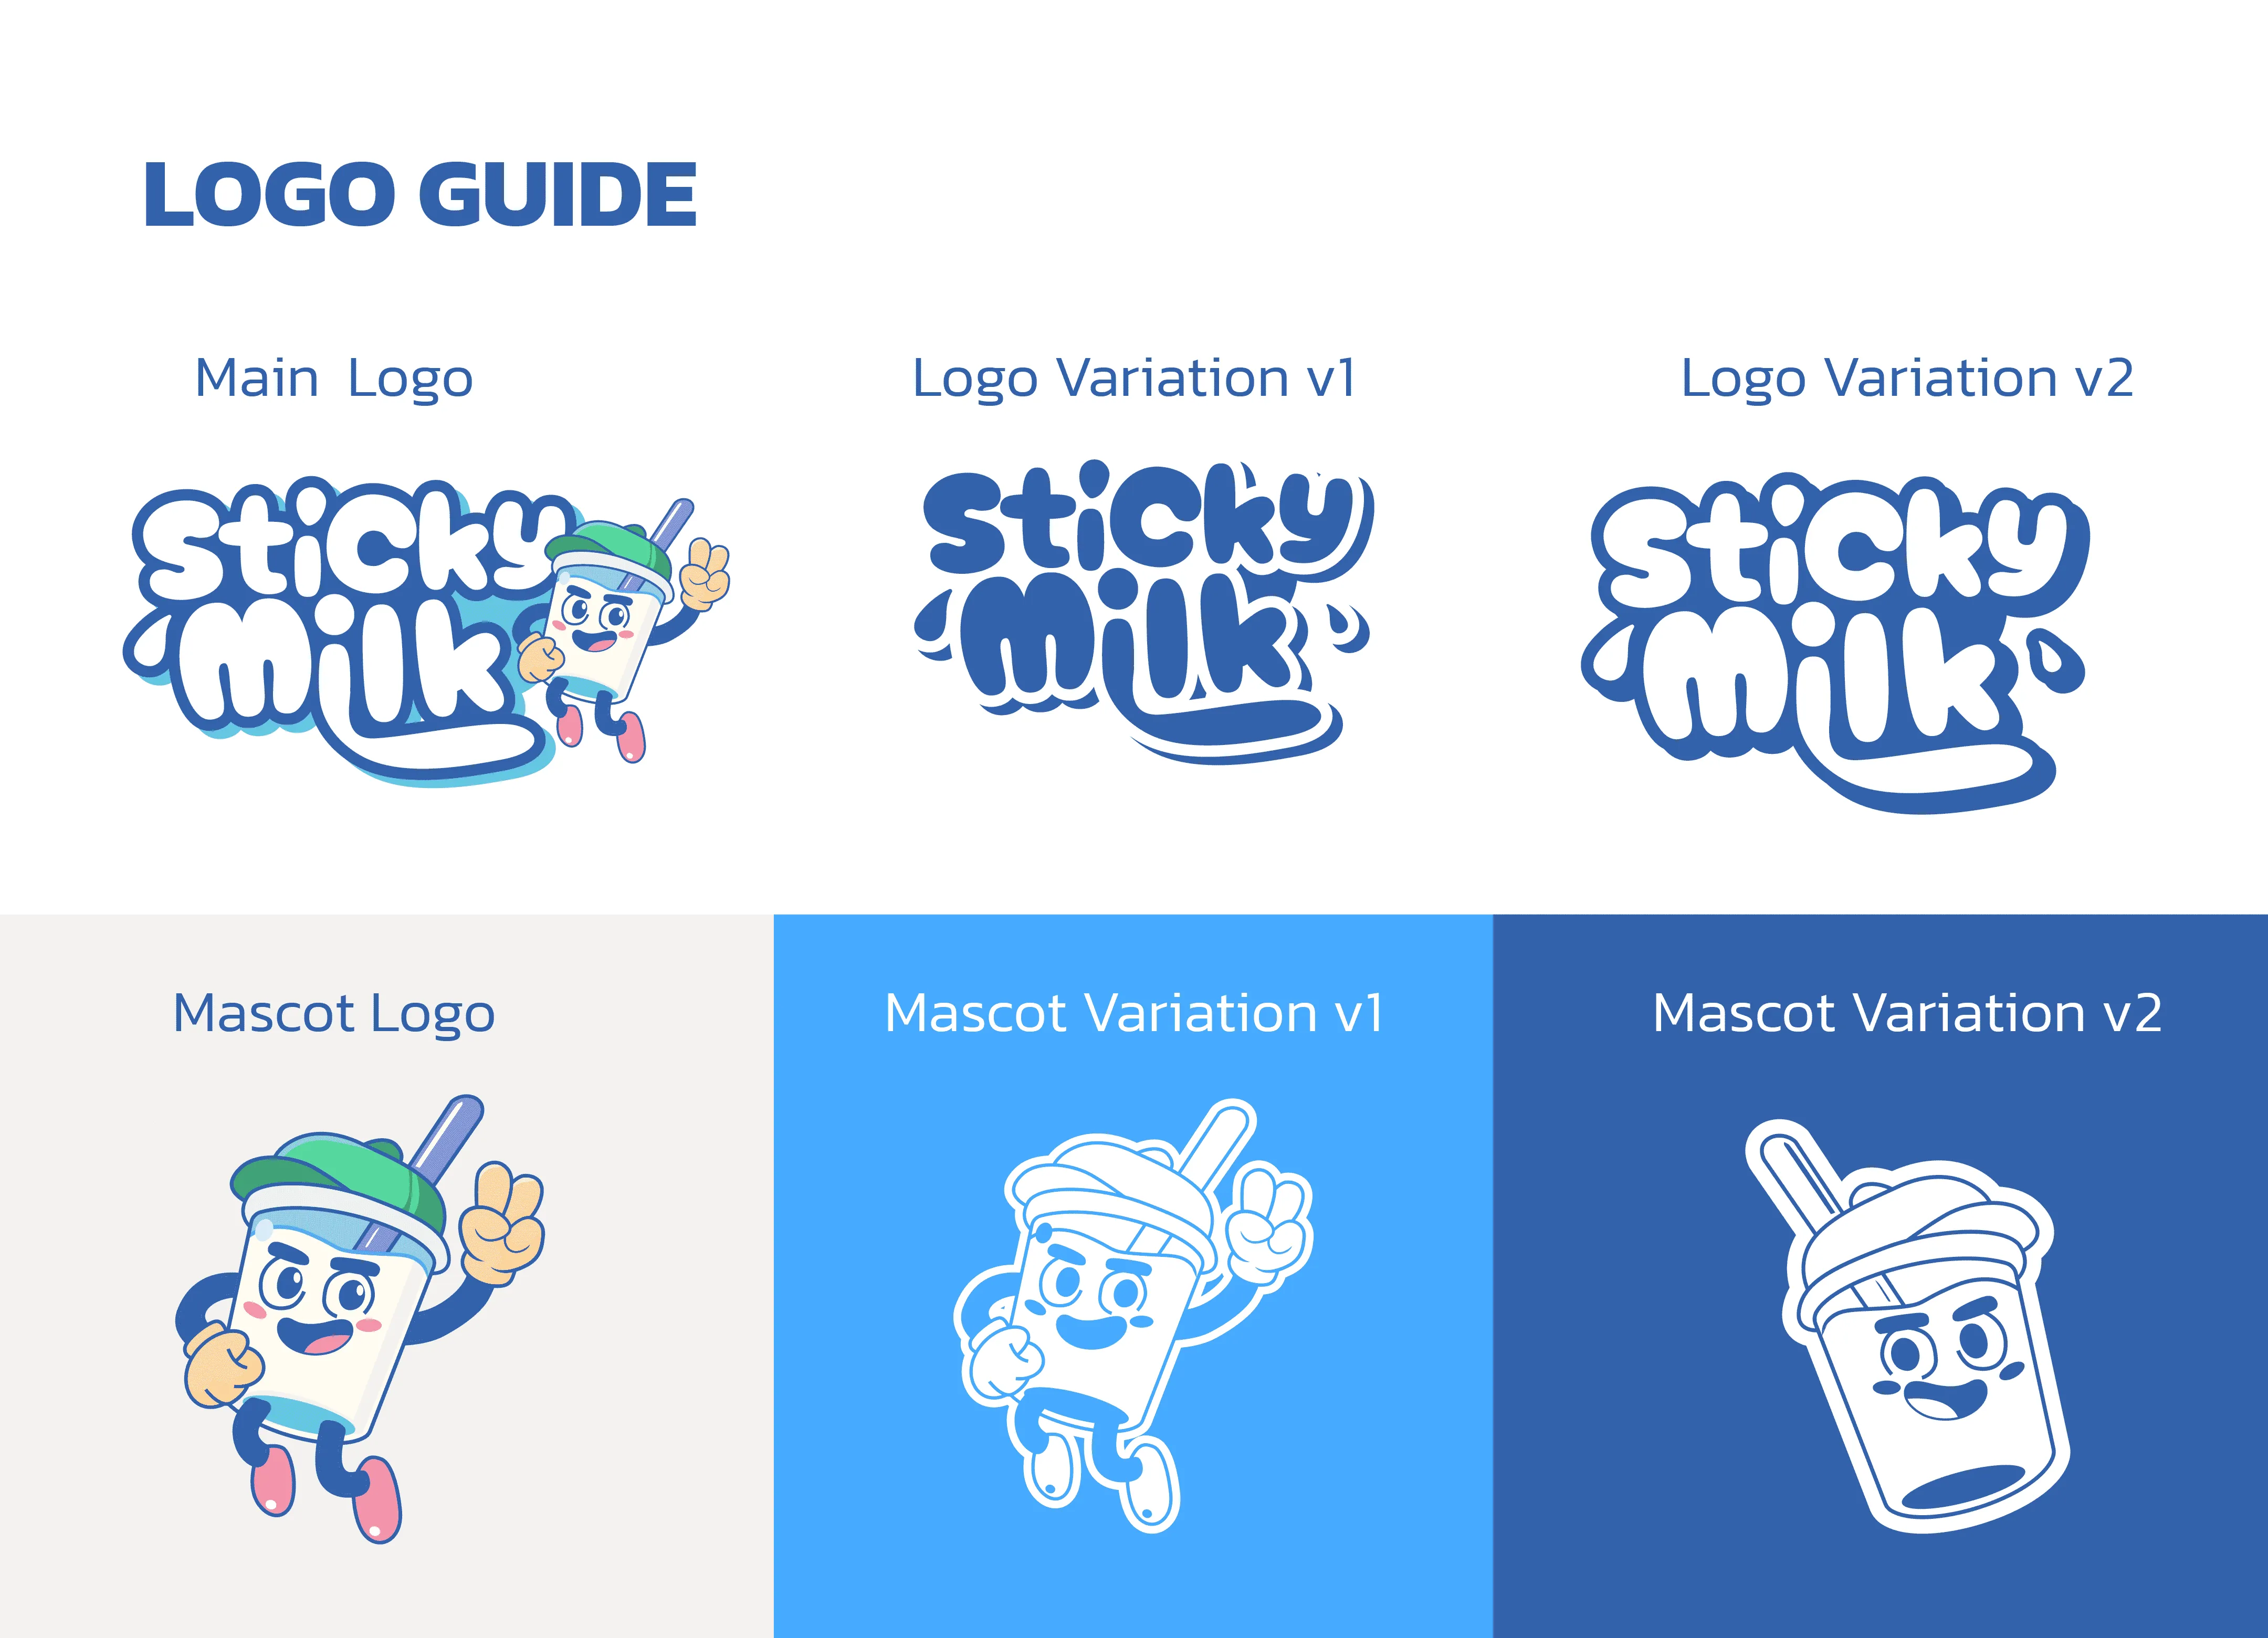 LOGO GUIDE
Main Logo
Logo Variation v1
Logo Variation v2
sticky
milk
sticky
milk
sticky
milk
Mascot Logo
Mascot Variation v1
Mascot Variation v2